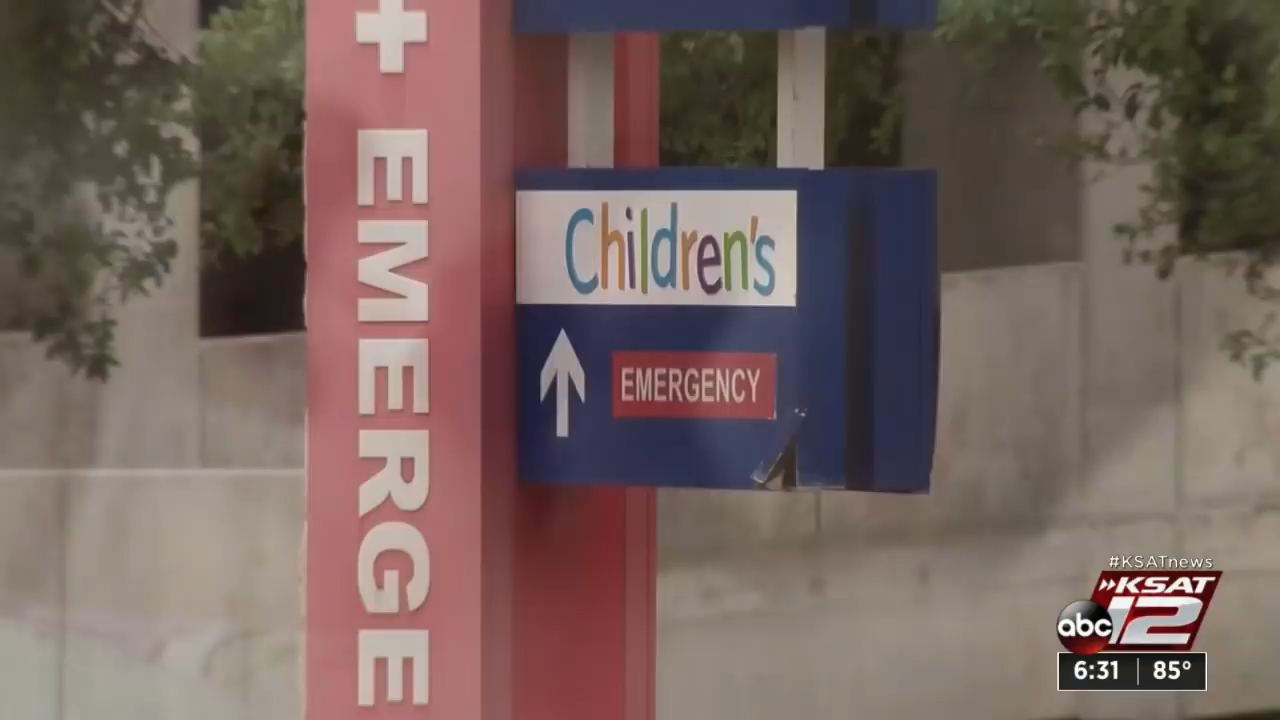 EMERGE
Children's
EMERGENCY
#KSATnews
KSAT
abc 12
6:31 85°